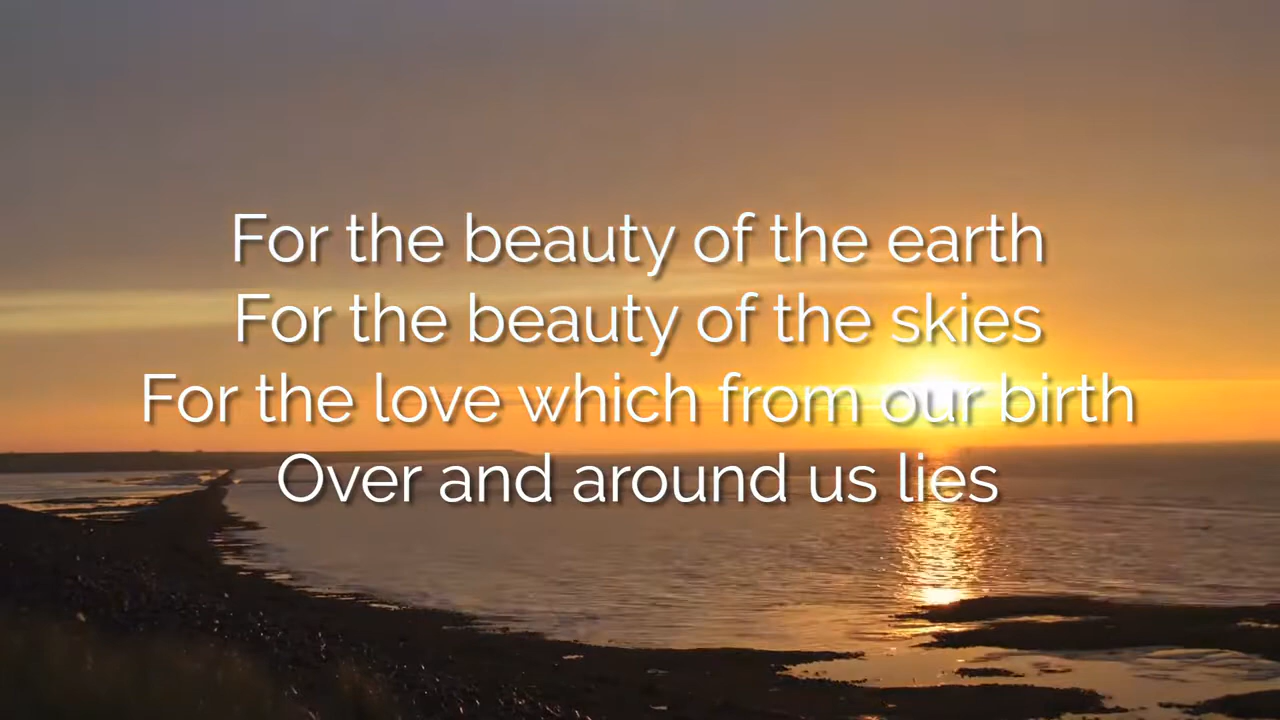 For the beauty of the earth
For the beauty of the skies
For the love which from our birth
Over and around us lies